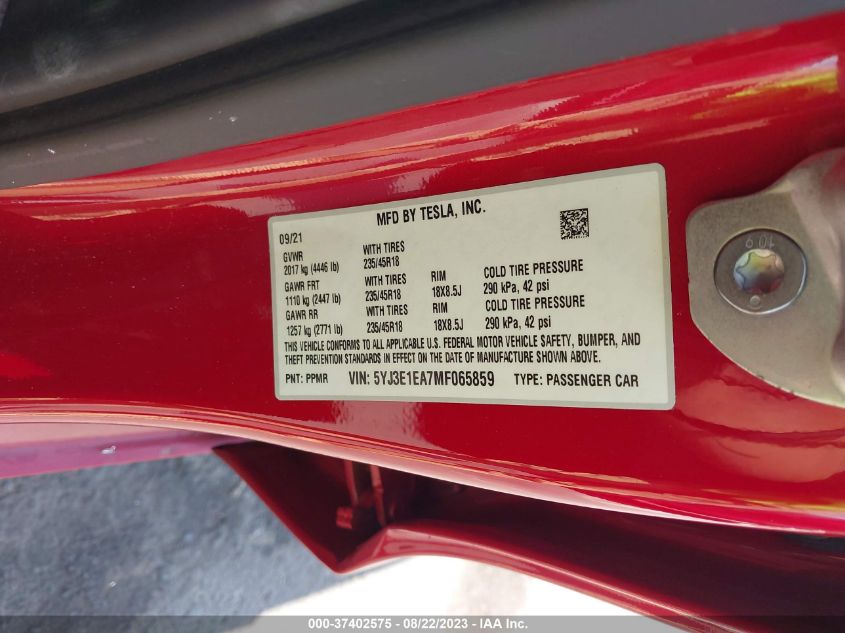 MFD BY TESLA, INC.
09/21
GVWR WITH TIRES
2017 kg (4446 lb) 235/45R18
GAWR FRT WITH TIRES RIM COLD TIRE PRESSURE
1110 kg (2447 lb) 235/45R18 18X8.5J 290 kPa, 42 psi
GAWR RR WITH TIRES RIM COLD TIRE PRESSURE
1257 kg (2771 lb) 235/45R18 18X8.5J 290 kPa, 42 psi
THIS VEHICLE CONFORMS TO ALL APPLICABLE U.S. FEDERAL MOTOR VEHICLE SAFETY, BUMPER, AND
THEFT PREVENTION STANDARDS IN EFFECT ON THE DATE OF MANUFACTURE SHOWN ABOVE.
PNT: PPMR VIN: 5YJ3E1EA7MF065859 TYPE: PASSENGER CAR
10.9
000-37402575 - 08/22/2023 - IAA Inc.